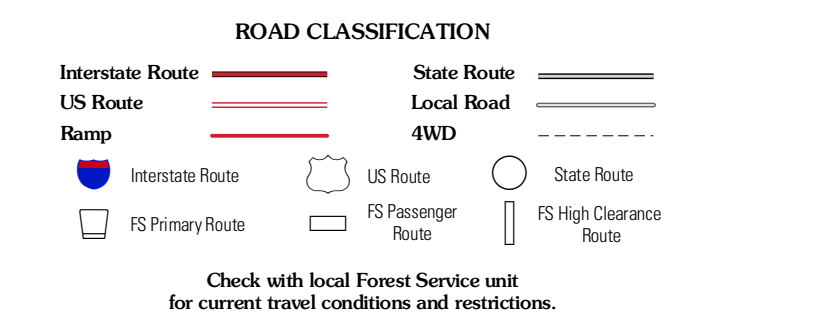 ROAD CLASSIFICATION
Interstate Route
State Route
US Route
Local Road
Ramp
4WD
Interstate Route
US Route
State Route
FS Primary Route
FS Passenger
Route
FS High Clearance
Route
Check with local Forest Service unit
for current travel conditions and restrictions.